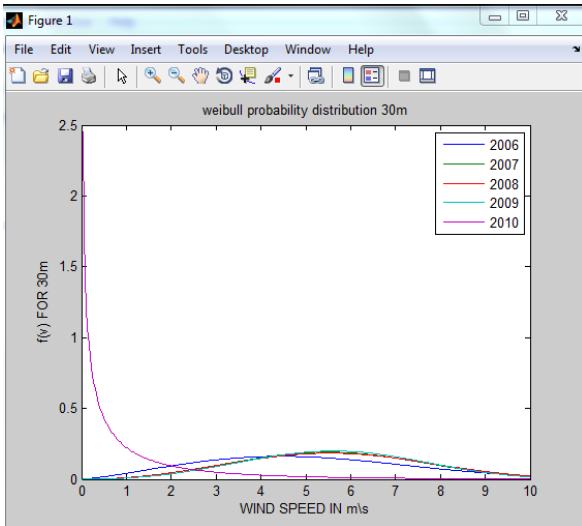 Figure 1
File Edit View Insert Tools Desktop Window Help
weibull probability distribution 30m
2.5
2
1.5
1
0.5
0
f(v) FOR 30m
2006
2007
2008
2009
2010
0 1 2 3 4 5 6 7 8 9 10
WIND SPEED IN m\s